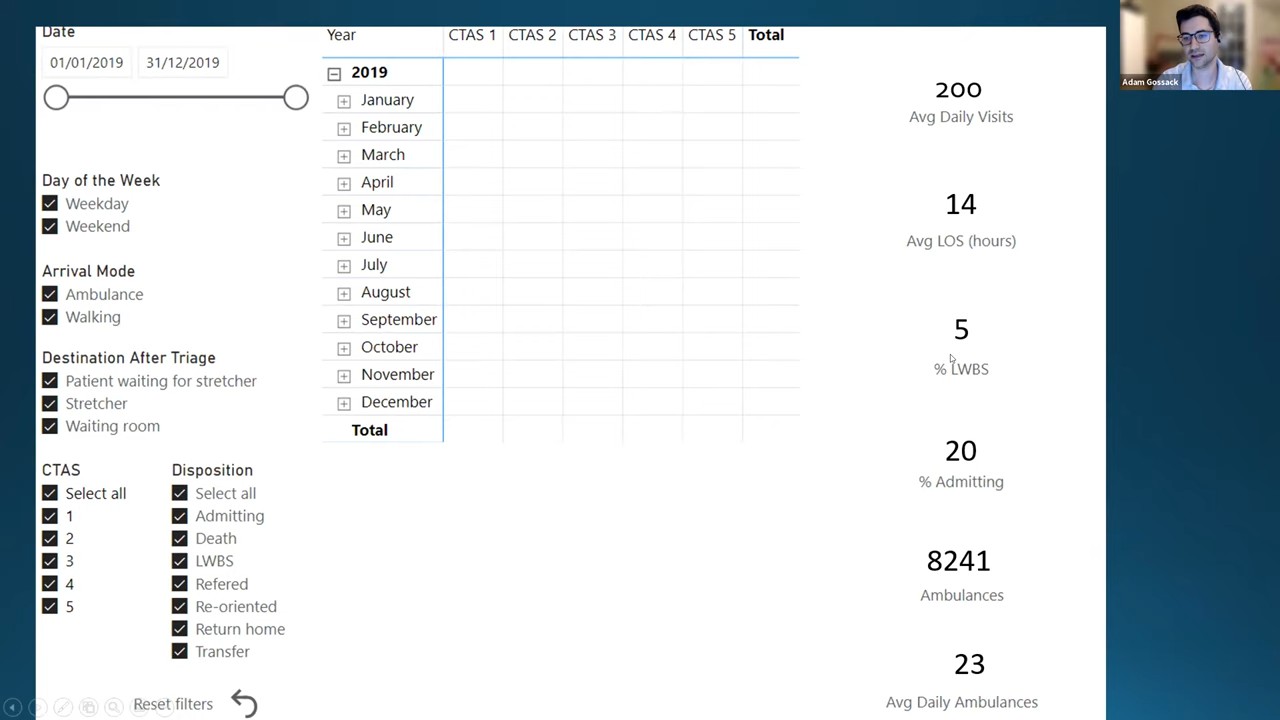 Date
01/01/2019 31/12/2019
Day of the Week
Weekday
Weekend
Arrival Mode
Ambulance
Walking
Destination After Triage
Patient waiting for stretcher
Stretcher
Waiting room
CTAS
Select all
1
2
3
4
5
Disposition
Select all
Admitting
Death
LWBS
Refered
Re-oriented
Return home
Transfer
Reset filters
Year CTAS 1 CTAS 2 CTAS 3 CTAS 4 CTAS 5 Total
2019
January
February
March
April
May
June
July
August
September
October
November
December
Total
200
Avg Daily Visits
14
Avg LOS (hours)
5
% LWBS
20
% Admitting
8241
Ambulances
23
Avg Daily Ambulances
Adam Gossack